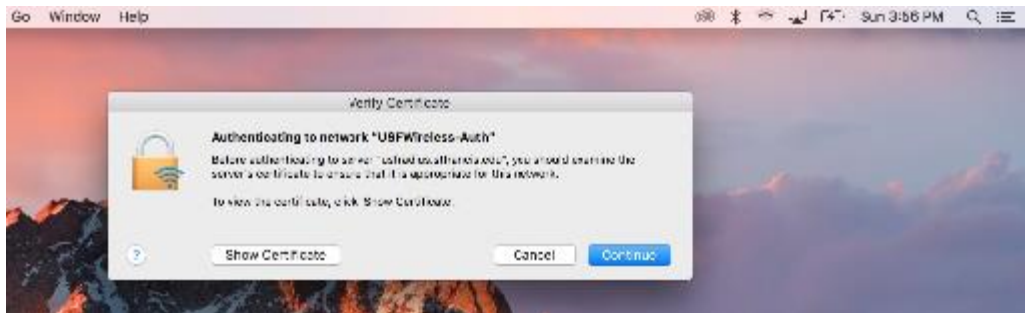 Go Window Help Sun 3:56 PM
Verify Certificate
Authenticating to network "USFWireless-Auth"
Before authenticating to server stfrancis.edu", you should examine the
server's certificate to ensure that it is appropriate for this network.
To view the certificate, click 'Show Certificate'.
? Show Certificate Cancel Continue